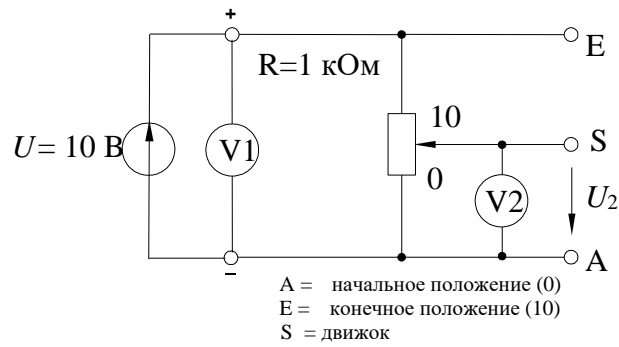 +
E
R=1 кОм
10
U= 10 В
V1
S
0
V2
U2
–
A
A = начальное положение (0)
E = конечное положение (10)
S = движок